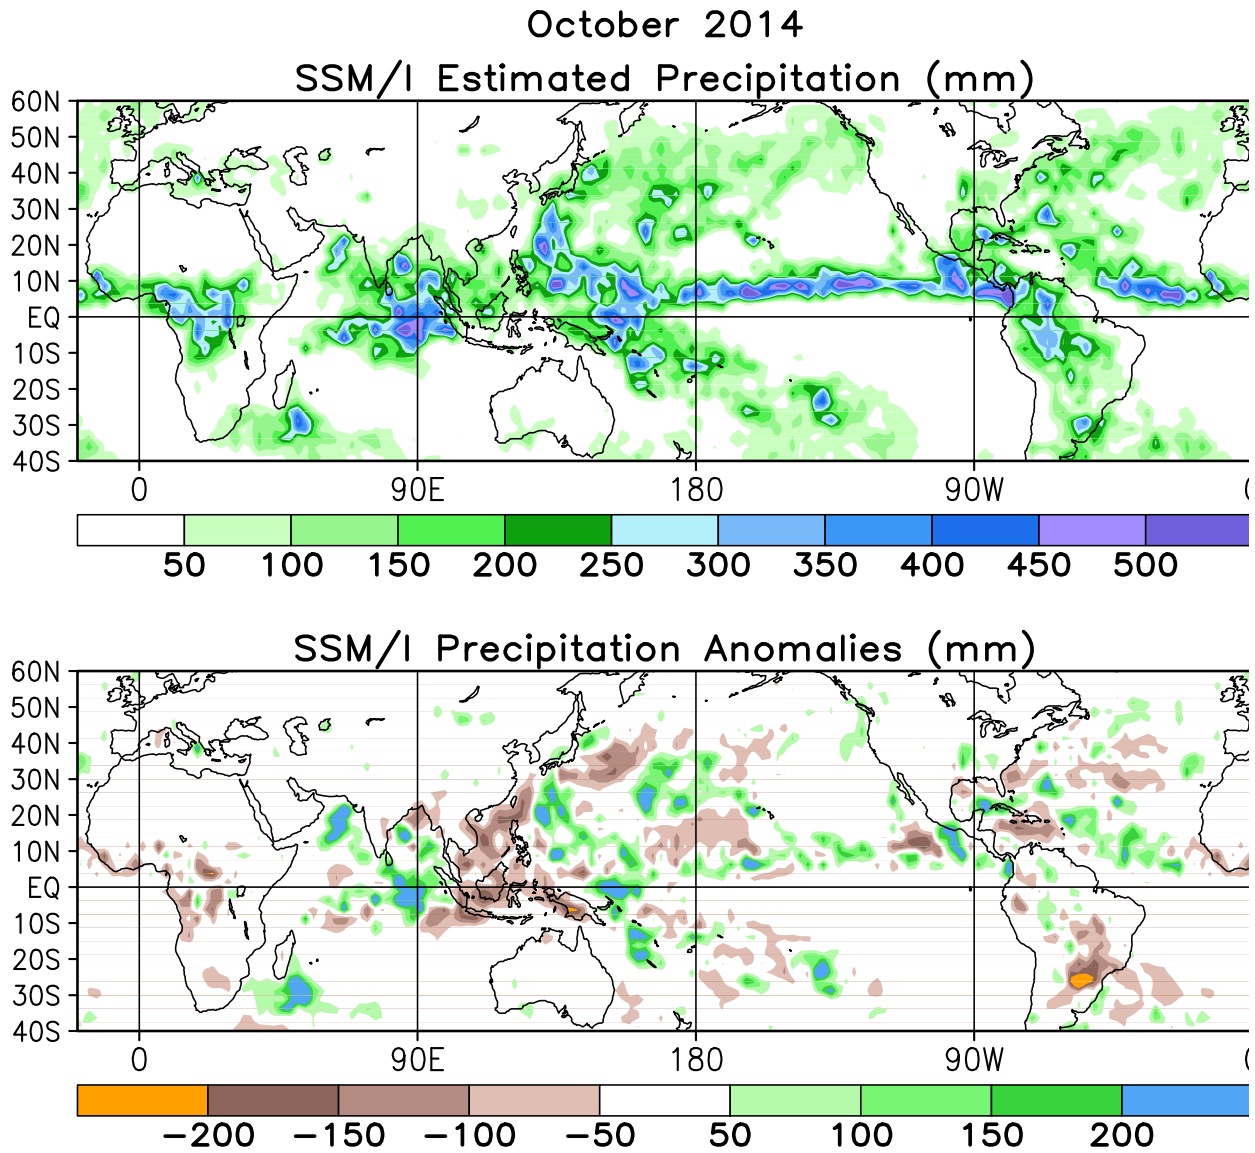 October 2014
SSM/I Estimated Precipitation (mm)
60N
50N
40N
30N
20N
10N
EQ
10S
20S
30S
40S
0 90E 180 90W 0
50 100 150 200 250 300 350 400 450 500
SSM/I Precipitation Anomalies (mm)
60N
50N
40N
30N
20N
10N
EQ
10S
20S
30S
40S
0 90E 180 90W 0
−200 −150 −100 −50 50 100 150 200